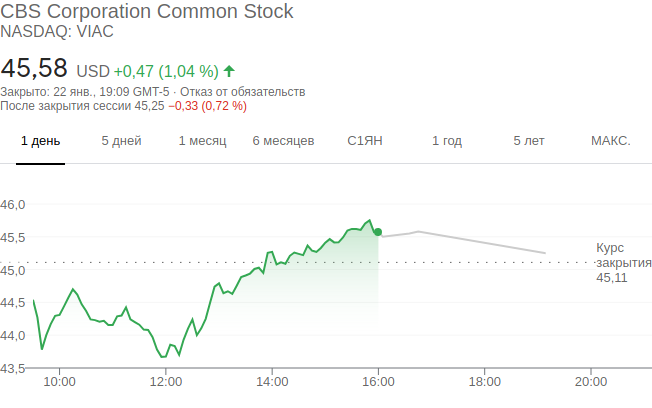 CBS Corporation Common Stock
NASDAQ: VIAC
45,58 USD +0,47 (1,04 %)
Закрыто: 22 янв., 19:09 GMT-5 · Отказ от обязательств
После закрытия сессии 45,25 −0,33 (0,72 %)
1 день 5 дней 1 месяц 6 месяцев С1ЯН 1 год 5 лет МАКС.
46,0
45,5
45,0
44,5
44,0
43,5
Курс
закрытия
45,11
10:00 12:00 14:00 16:00 18:00 20:00